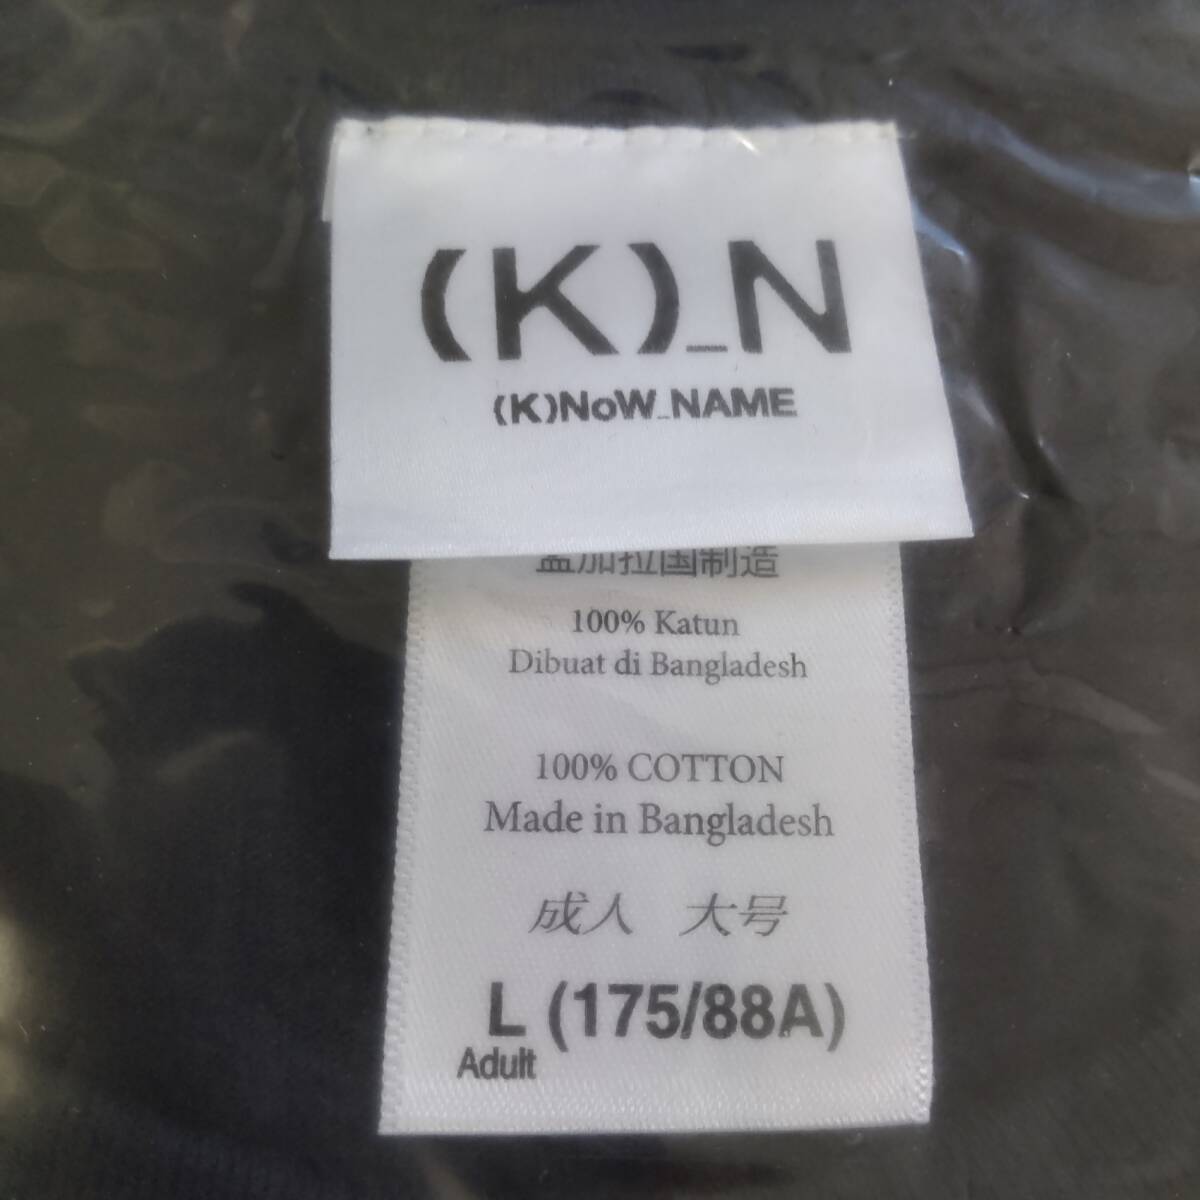 (K)_N
(K)NoW_NAME
孟加拉国制造
100% Katun
Dibuat di Bangladesh
100% COTTON
Made in Bangladesh
成人 大号
L (175/88A)
Adult